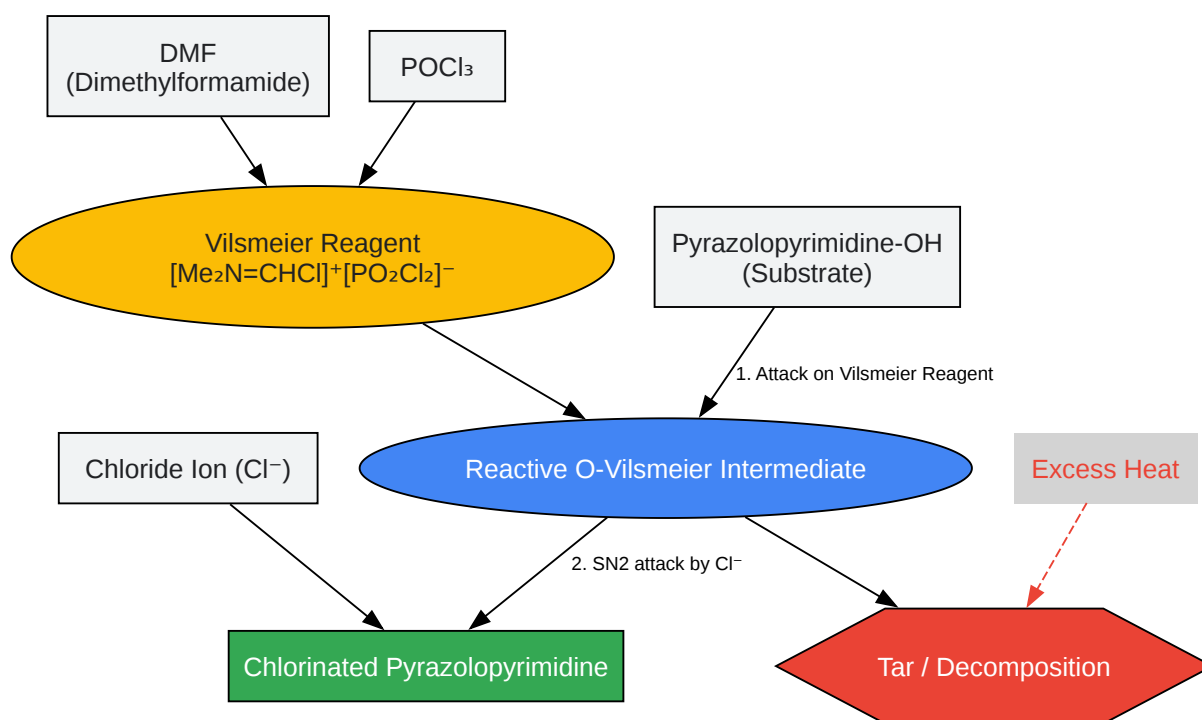 DMF
(Dimethylformamide)
POCl₃
Vilsmeier Reagent
[Me₂N=CHCl]⁺[PO₂Cl₂]⁻
Pyrazolopyrimidine-OH
(Substrate)
1. Attack on Vilsmeier Reagent
Chloride Ion (Cl⁻)
Reactive O-Vilsmeier Intermediate
Excess Heat
2. SN2 attack by Cl⁻
Chlorinated Pyrazolopyrimidine
Tar / Decomposition